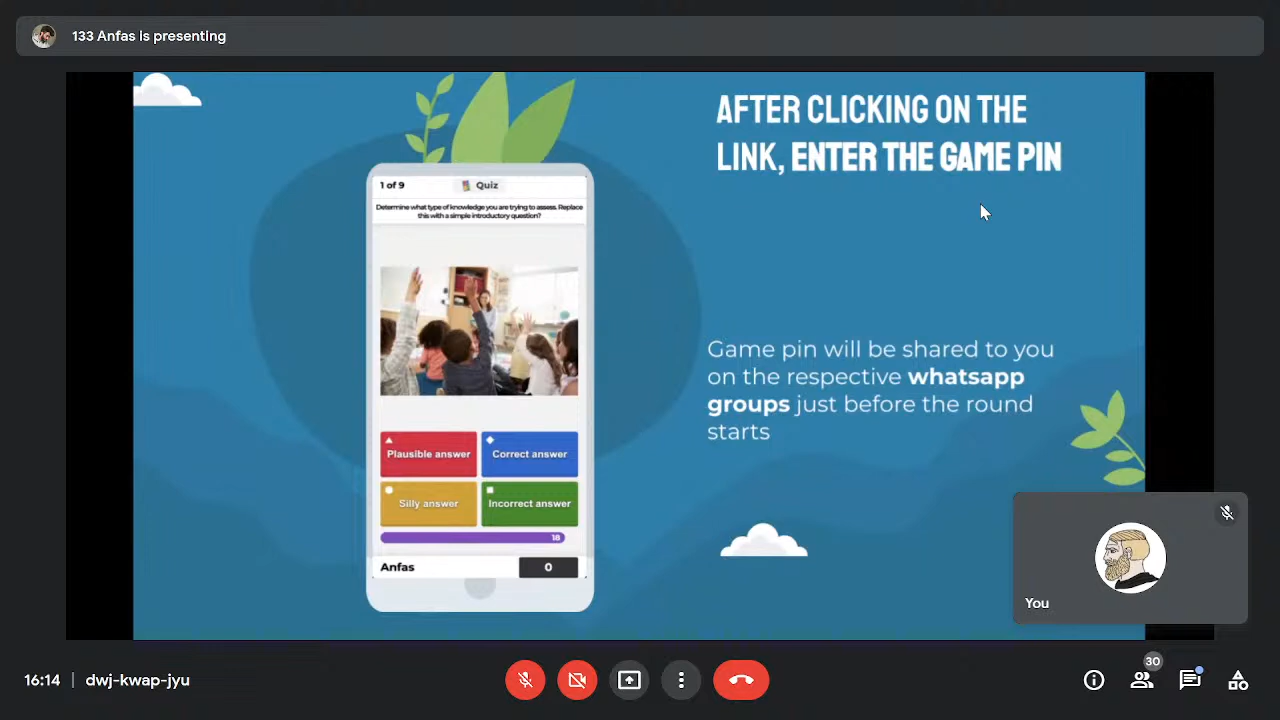 133 Anfas Is presenting
AFTER CLICKING ON THE
LINK, ENTER THE GAME PIN
1 of 9
Quiz
Determine what type of knowledge you are trying to assess. Replace
this with a simple introductory question?
Plausible answer
Correct answer
Silly answer
Incorrect answer
18
Anfas
0
Game pin will be shared to you
on the respective whatsapp
groups just before the round
starts
You
16:14
dwj-kwap-jyu
30